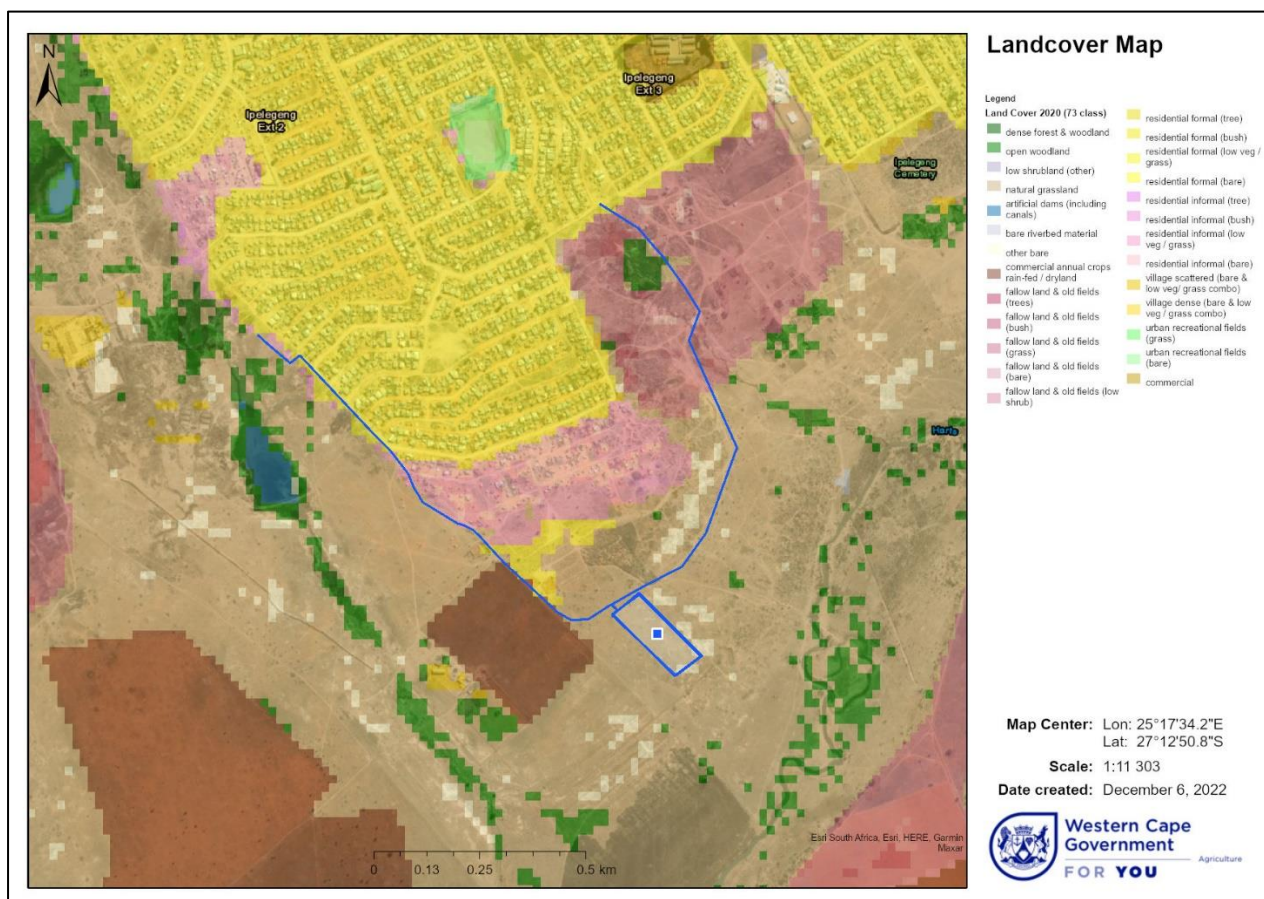 Landcover Map
N
Ipelegeng
Ext 3
Ipelegeng
Ext 2
Ipelegeng
Cemetery
Harts
Esri South Africa, Esri, HERE, Garmin
Maxar
0 0.13 0.25 0.5 km
Legend
Land Cover 2020 (73 class)
dense forest & woodland
open woodland
low shrubland (other)
natural grassland
artificial dams (including
canals)
bare riverbed material
other bare
commercial annual crops
rain-fed / dryland
fallow land & old fields
(trees)
fallow land & old fields
(bush)
fallow land & old fields
(grass)
fallow land & old fields
(bare)
fallow land & old fields (low
shrub)
residential formal (tree)
residential formal (bush)
residential formal (low veg /
grass)
residential formal (bare)
residential informal (tree)
residential informal (bush)
residential informal (low
veg / grass)
residential informal (bare)
village scattered (bare &
low veg/ grass combo)
village dense (bare & low
veg / grass combo)
urban recreational fields
(grass)
urban recreational fields
(bare)
commercial
Map Center: Lon: 25°17'34.2"E
Lat: 27°12'50.8"S
Scale: 1:11 303
Date created: December 6, 2022
Western Cape
Government
Agriculture
FOR YOU